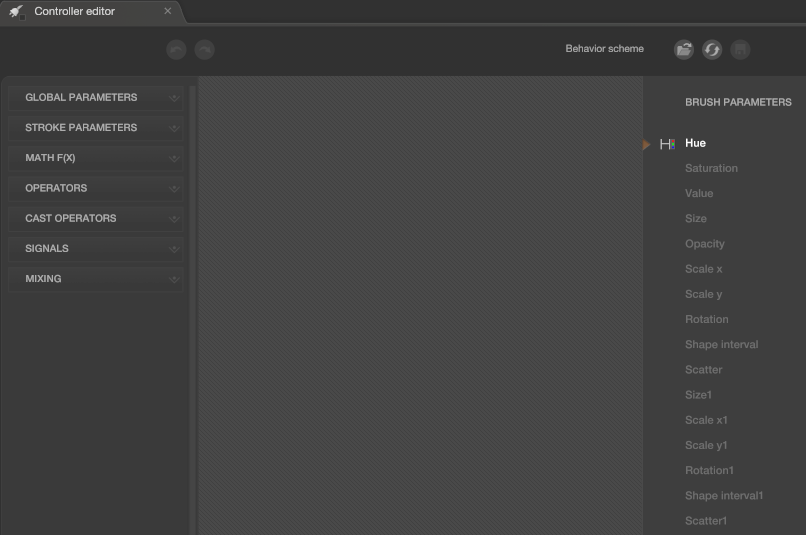 Controller editor
Behavior scheme
GLOBAL PARAMETERS
STROKE PARAMETERS
MATH F(X)
OPERATORS
CAST OPERATORS
SIGNALS
MIXING
BRUSH PARAMETERS
H Hue
Saturation
Value
Size
Opacity
Scale x
Scale y
Rotation
Shape interval
Scatter
Size1
Scale x1
Scale y1
Rotation1
Shape interval1
Scatter1